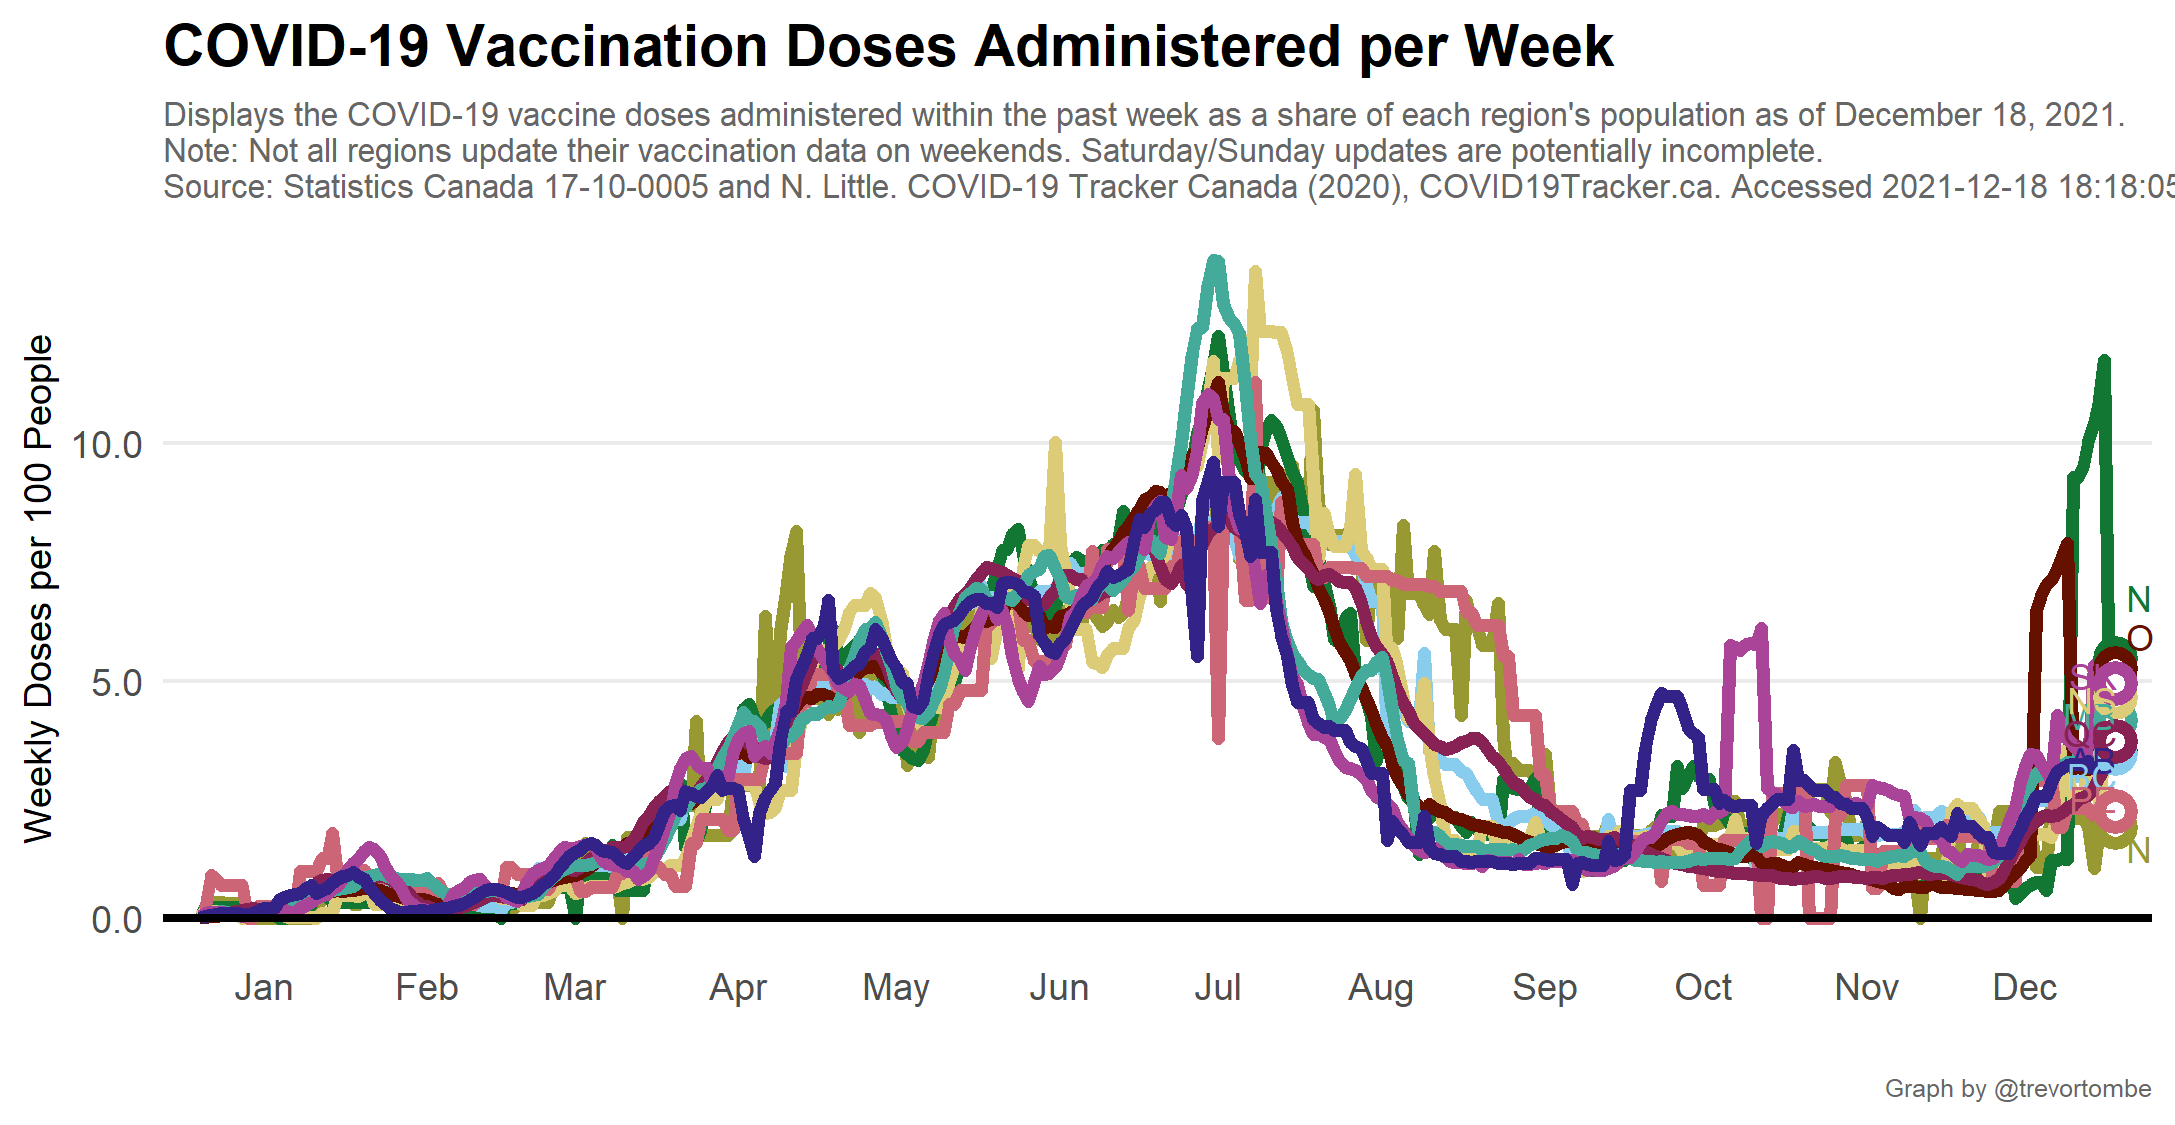 COVID-19 Vaccination Doses Administered per Week
Displays the COVID-19 vaccine doses administered within the past week as a share of each region's population as of December 18, 2021.
Note: Not all regions update their vaccination data on weekends. Saturday/Sunday updates are potentially incomplete.
Source: Statistics Canada 17-10-0005 and N. Little. COVID-19 Tracker Canada (2020), COVID19Tracker.ca. Accessed 2021-12-18 18:18:05
Weekly Doses per 100 People
10.0
5.0
0.0
N
O
NS
QC
BC
N
Jan Feb Mar Apr May Jun Jul Aug Sep Oct Nov Dec
Graph by @trevortombe